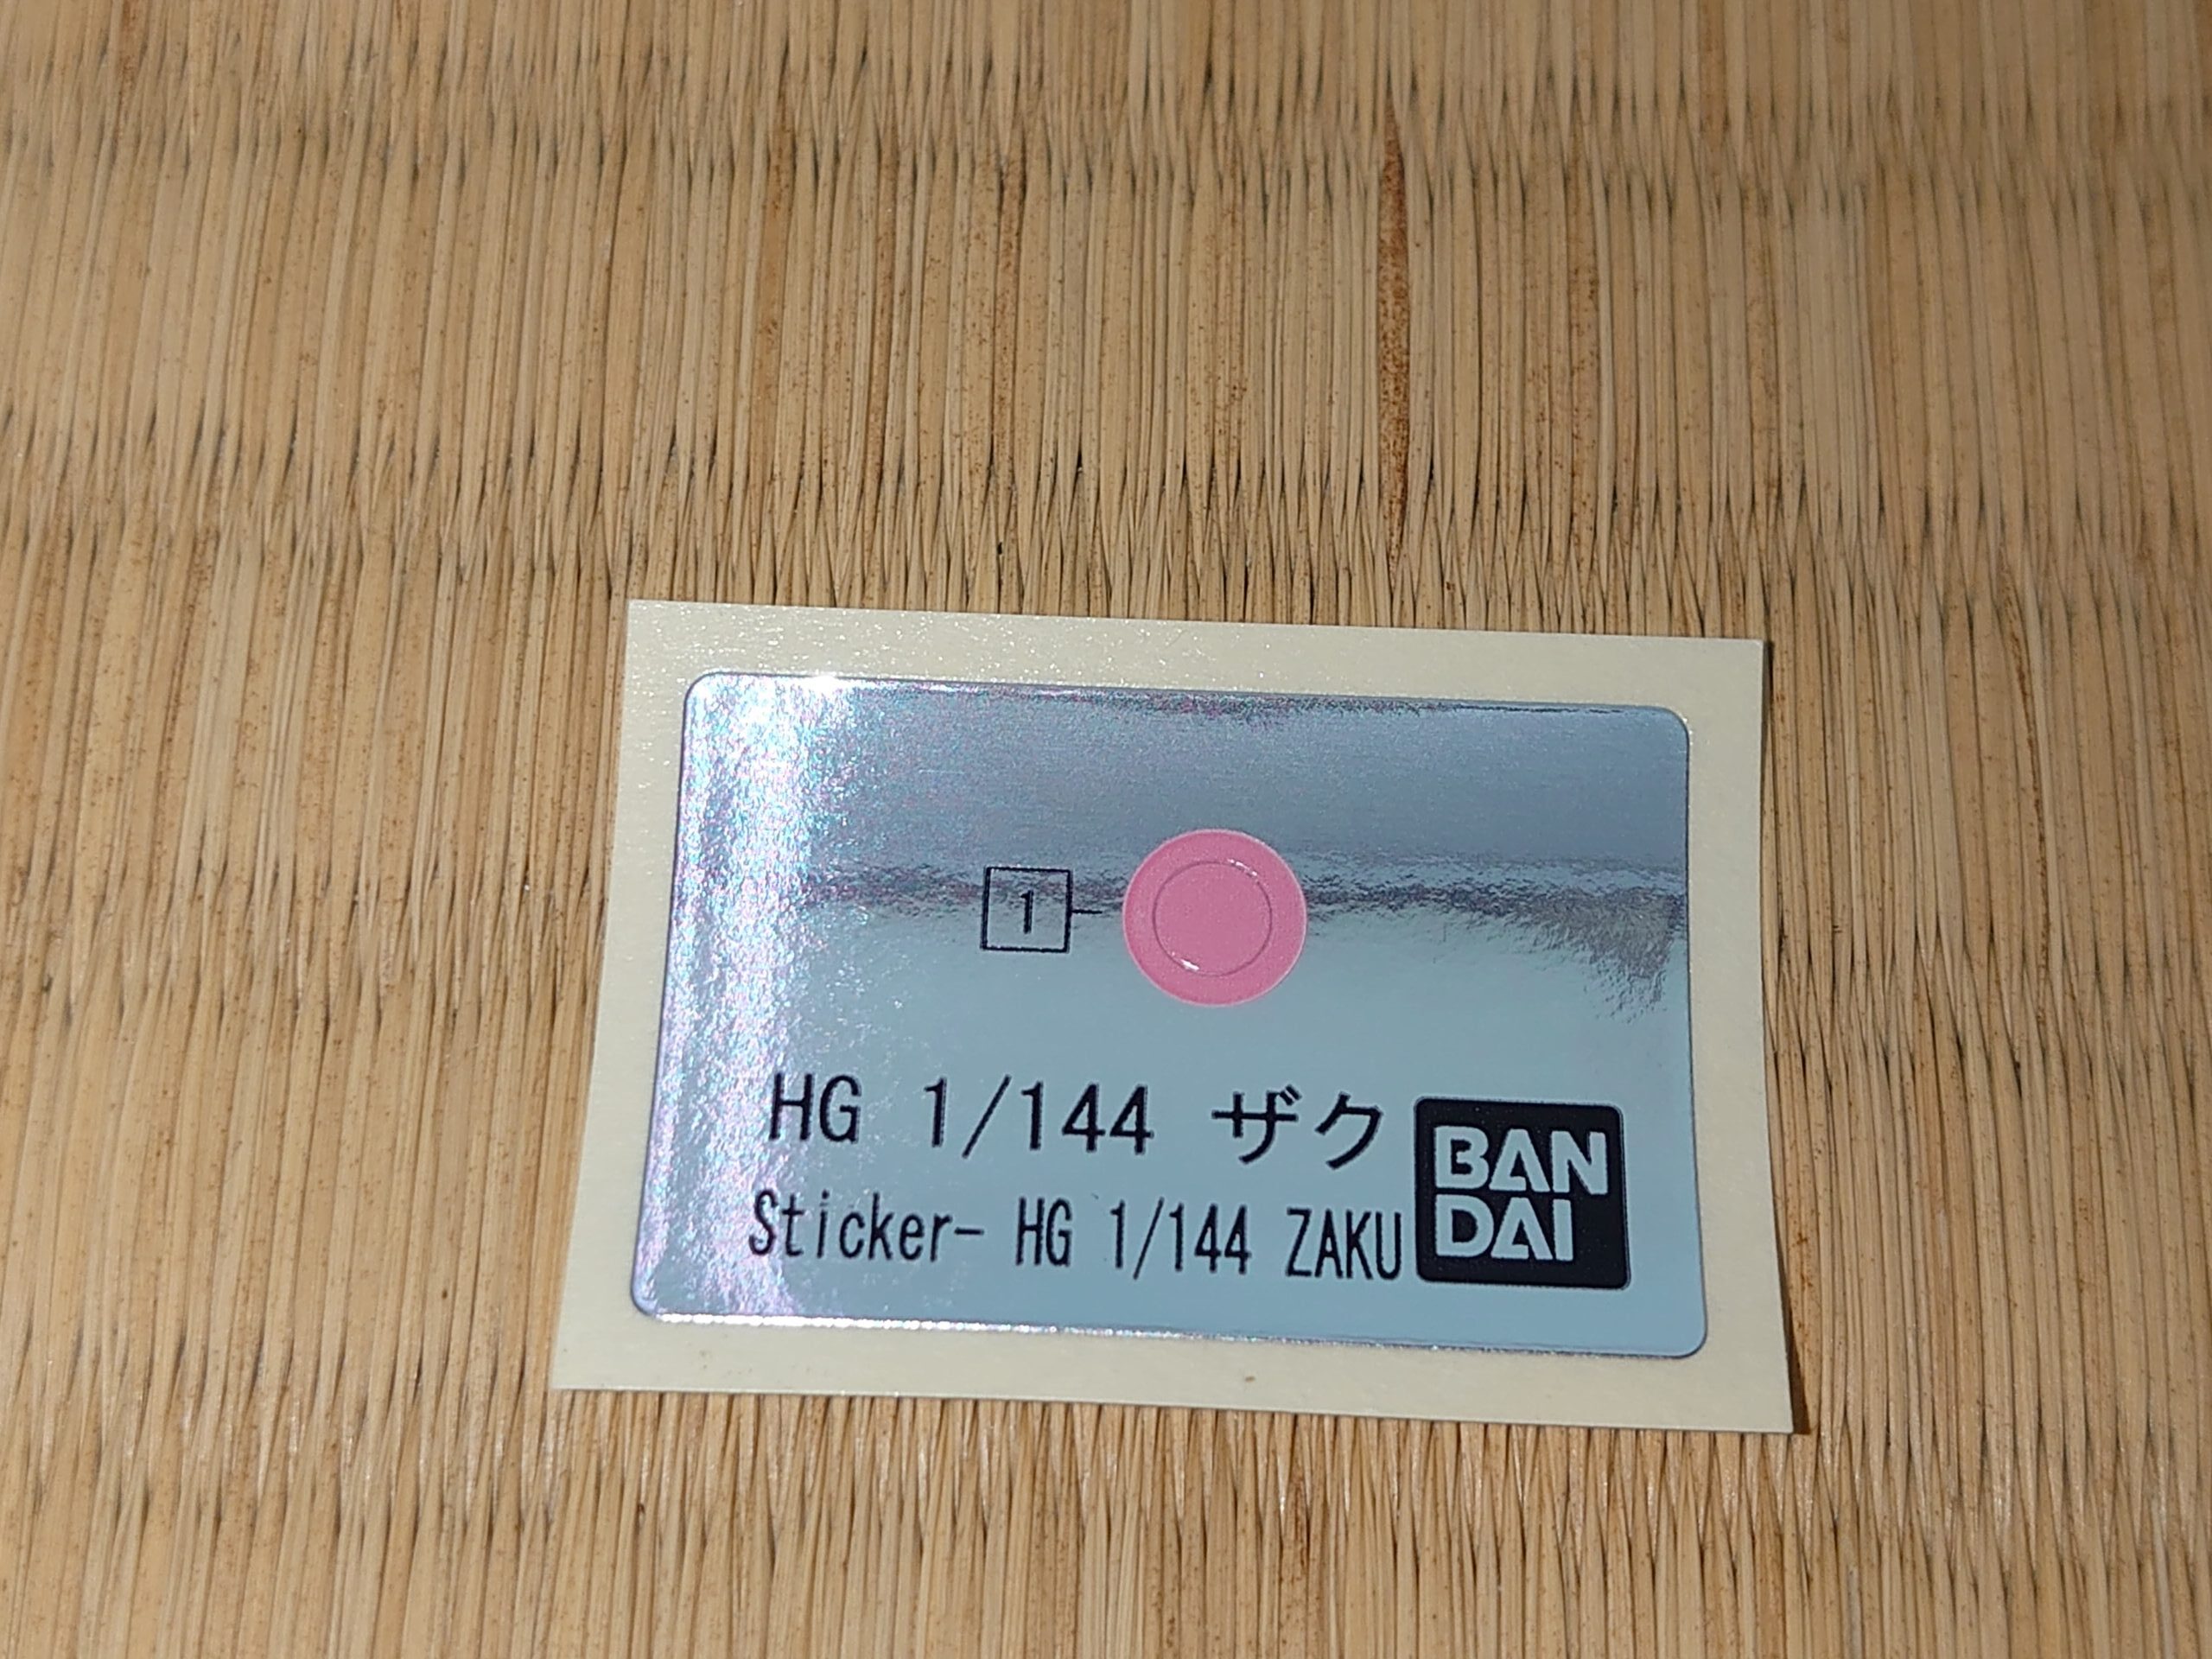 1
HG 1/144 ザク
Sticker- HG 1/144 ZAKU
BAN
DAI